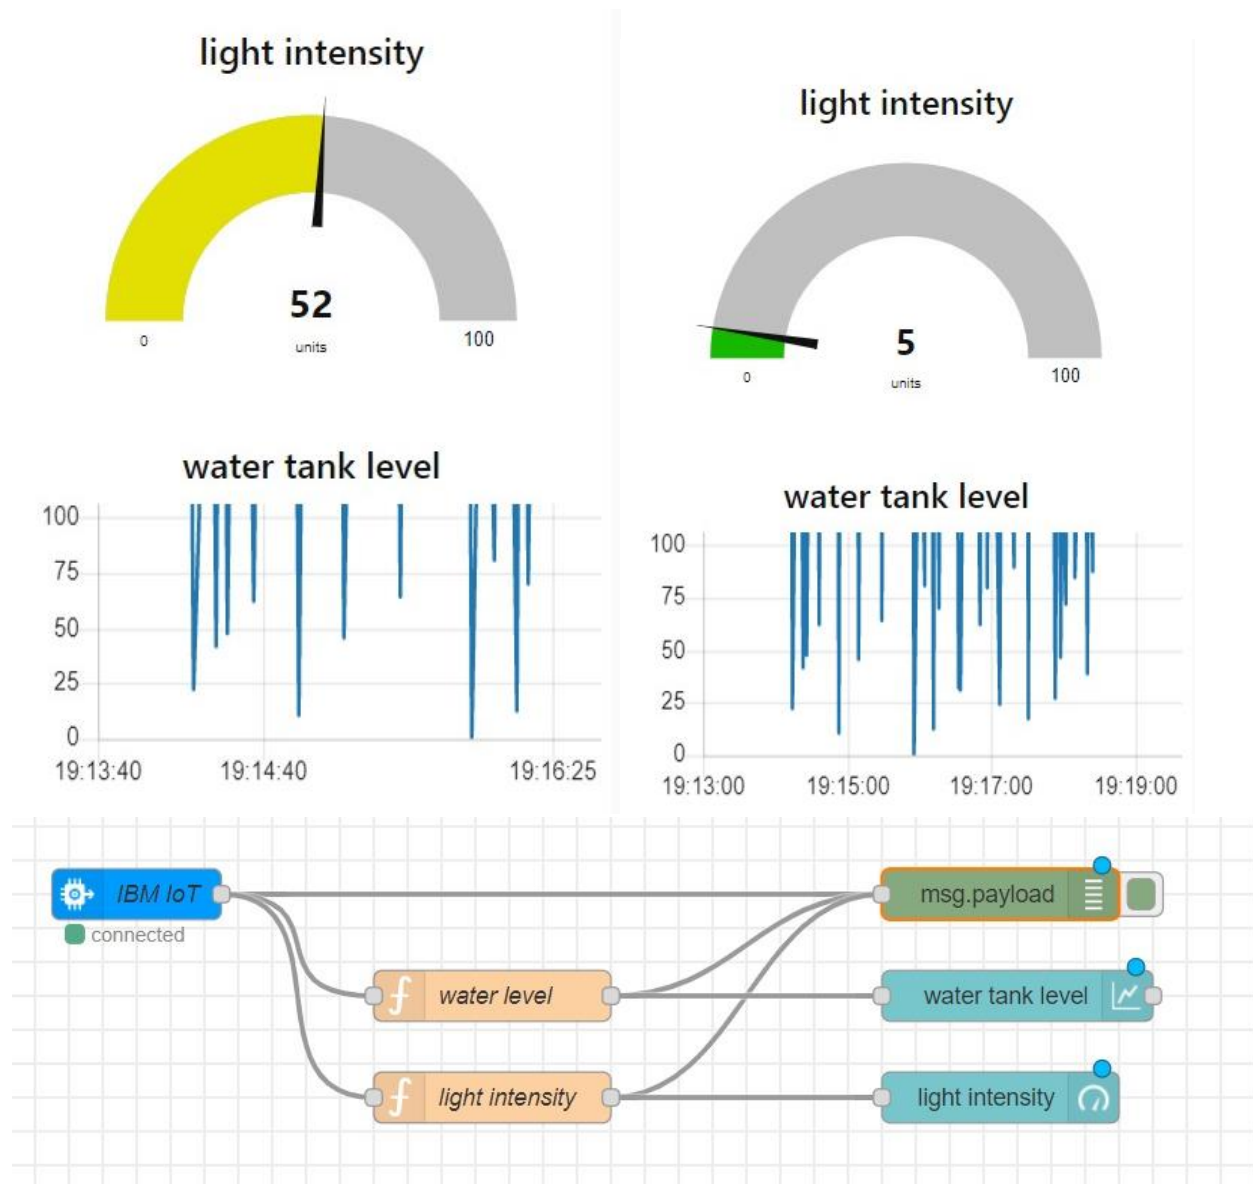 light intensity
52
units
0
100
water tank level
100
75
50
25
0
19:13:40 19:14:40 19:16:25
light intensity
5
units
0
100
water tank level
100
75
50
25
0
19:13:00 19:15:00 19:17:00 19:19:00
IBM IoT
connected
msg.payload
water level
water tank level
light intensity
light intensity